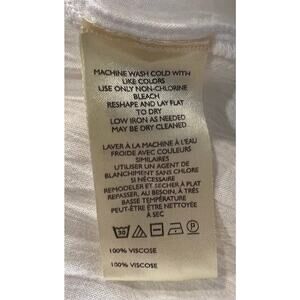 MACHINE WASH COLD WITH
LIKE COLORS
USE ONLY NON-CHLORINE
BLEACH
RESHAPE AND LAY FLAT
TO DRY
LOW IRON AS NEEDED
MAY BE DRY CLEANED
LAVER À LA MACHINE À L'EAU
FROIDE AVEC COULEURS
SIMILAIRES
UTILISER UN AGENT DE
BLANCHIMENT SANS CHLORE
SI NÉCESSAIRE
REMODELER ET SÉCHER À PLAT
REPASSER, AU BESOIN, À TRÈS
BASSE TEMPÉRATURE
PEUT-ÊTRE ÊTRE NETTOYÉE
À SEC
30 P
100% VISCOSE
100% VISCOSE